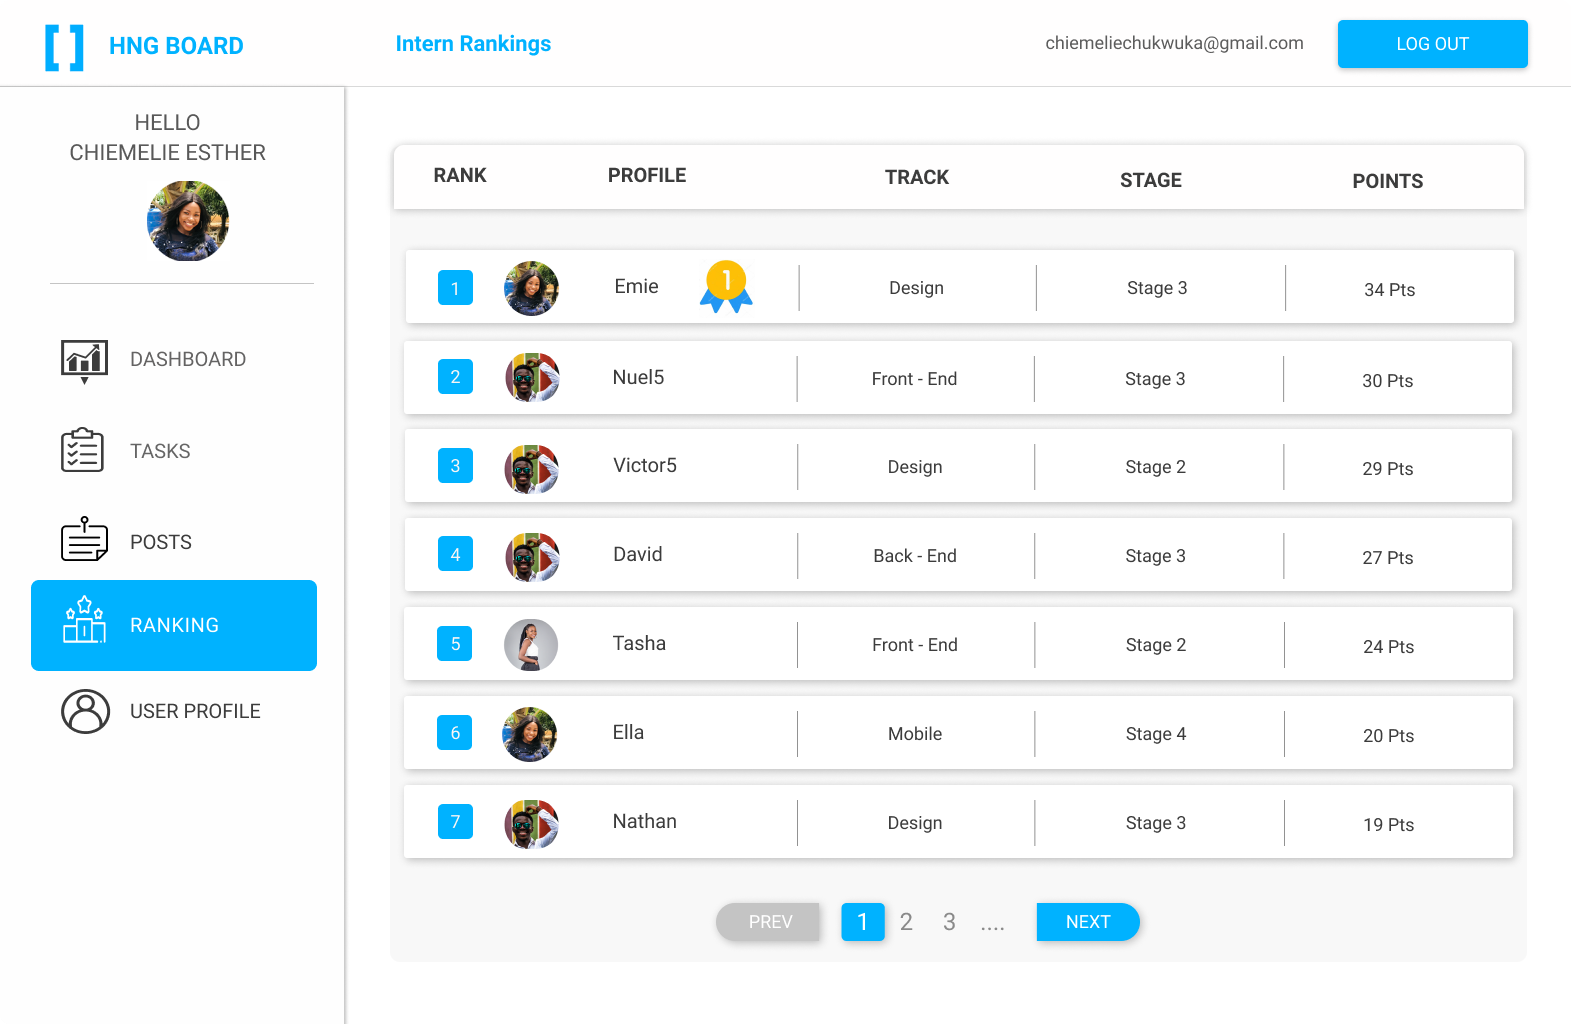 [ ] HNG BOARD
Intern Rankings
chiemeliechukwuka@gmail.com
LOG OUT
HELLO
CHIEMELIE ESTHER
DASHBOARD
TASKS
POSTS
RANKING
USER PROFILE
RANK PROFILE TRACK STAGE POINTS
1 Emie 1 Design Stage 3 34 Pts
2 Nuel5 Front - End Stage 3 30 Pts
3 Victor5 Design Stage 2 29 Pts
4 David Back - End Stage 3 27 Pts
5 Tasha Front - End Stage 2 24 Pts
6 Ella Mobile Stage 4 20 Pts
7 Nathan Design Stage 3 19 Pts
PREV 1 2 3 .... NEXT